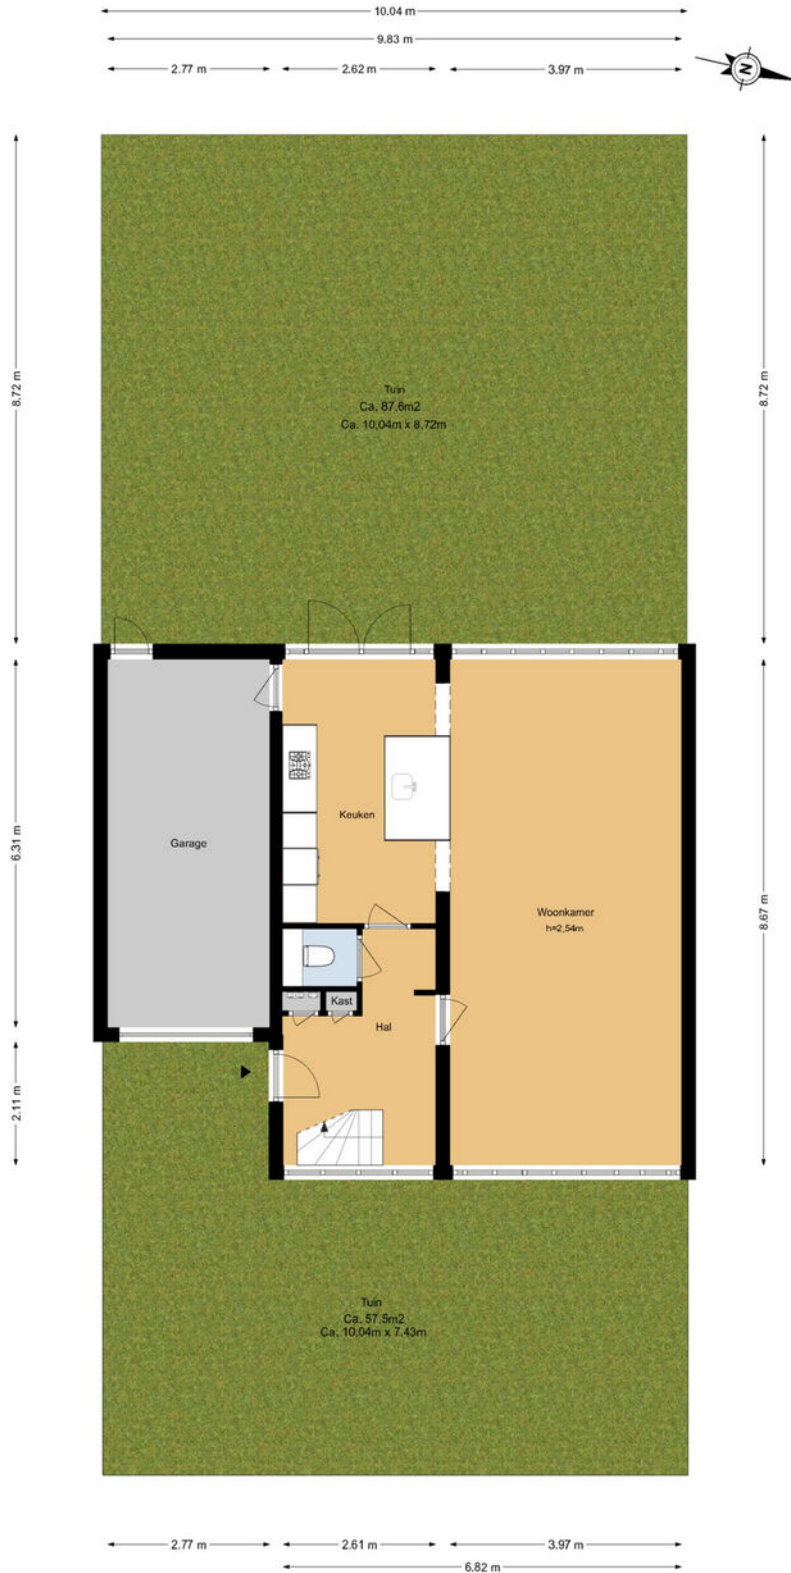 10.04 m
9.83 m
2.77 m
2.62 m
3.97 m
N
8.72 m
8.72 m
Tuin
Ca. 87,6m2
Ca. 10,04m x 8,72m
6.31 m
Garage
Keuken
Woonkamer
h=2,54m
8.67 m
Kast
Hal
2.11 m
Tuin
Ca. 57,5m2
Ca. 10,04m x 7,43m
2.77 m
2.61 m
3.97 m
6.82 m